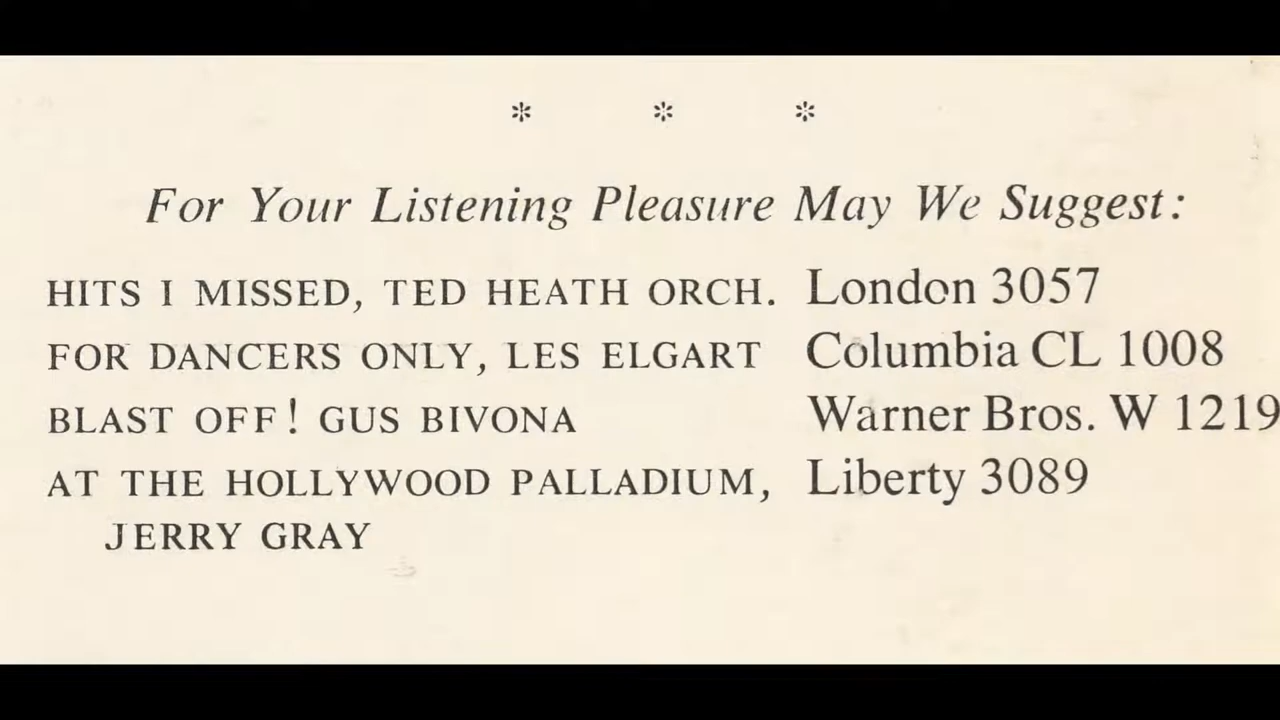 * * *
For Your Listening Pleasure May We Suggest:
HITS I MISSED, TED HEATH ORCH. London 3057
FOR DANCERS ONLY, LES ELGART Columbia CL 1008
BLAST OFF! GUS BIVONA Warner Bros. W 1219
AT THE HOLLYWOOD PALLADIUM, Liberty 3089
JERRY GRAY